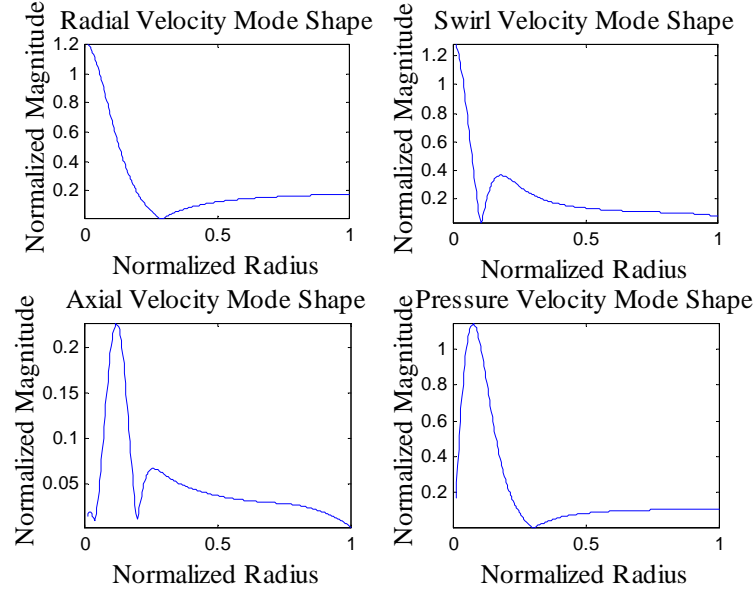 Radial Velocity Mode Shape
Normalized Magnitude
1.2
1
0.8
0.6
0.4
0.2
0
0.5
1
Normalized Radius
Swirl Velocity Mode Shape
Normalized Magnitude
1.2
1
0.8
0.6
0.4
0.2
0
0.5
1
Normalized Radius
Axial Velocity Mode Shape
Normalized Magnitude
0.2
0.15
0.1
0.05
0
0.5
1
Normalized Radius
Pressure Velocity Mode Shape
Normalized Magnitude
1
0.8
0.6
0.4
0.2
0
0.5
1
Normalized Radius